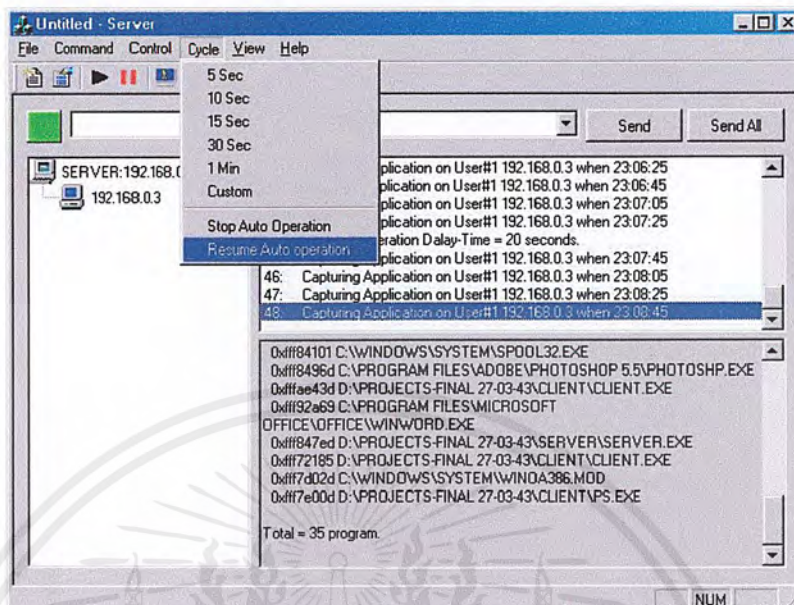 Untitled - Server
File Command Control Cycle View Help
5 Sec
10 Sec
15 Sec
30 Sec
1 Min
Custom
Stop Auto Operation
Resume Auto operation
Send Send All
SERVER:192.168.0
192.168.0.3
plication on User#1 192.168.0.3 when 23:06:25
plication on User#1 192.168.0.3 when 23:06:45
plication on User#1 192.168.0.3 when 23:07:05
plication on User#1 192.168.0.3 when 23:07:25
eration Dalay-Time = 20 seconds.
plication on User#1 192.168.0.3 when 23:07:45
46: Capturing Application on User#1 192.168.0.3 when 23:08:05
47: Capturing Application on User#1 192.168.0.3 when 23:08:25
48: Capturing Application on User#1 192.168.0.3 when 23:08:45
0xfff84101 C:\WINDOWS\SYSTEM\SPOOL32.EXE
0xfff8496d C:\PROGRAM FILES\ADOBE\PHOTOSHOP 5.5\PHOTOSHP.EXE
0xfffae43d D:\PROJECTS-FINAL 27-03-43\CLIENT\CLIENT.EXE
0xfff92a69 C:\PROGRAM FILES\MICROSOFT
OFFICE\OFFICE\WINWORD.EXE
0xfff847ed D:\PROJECTS-FINAL 27-03-43\SERVER\SERVER.EXE
0xfff72185 D:\PROJECTS-FINAL 27-03-43\CLIENT\CLIENT.EXE
0xfff7d02d C:\WINDOWS\SYSTEM\WINOA386.MOD
0xfff7e00d D:\PROJECTS-FINAL 27-03-43\CLIENT\PS.EXE
Total = 35 program.
NUM